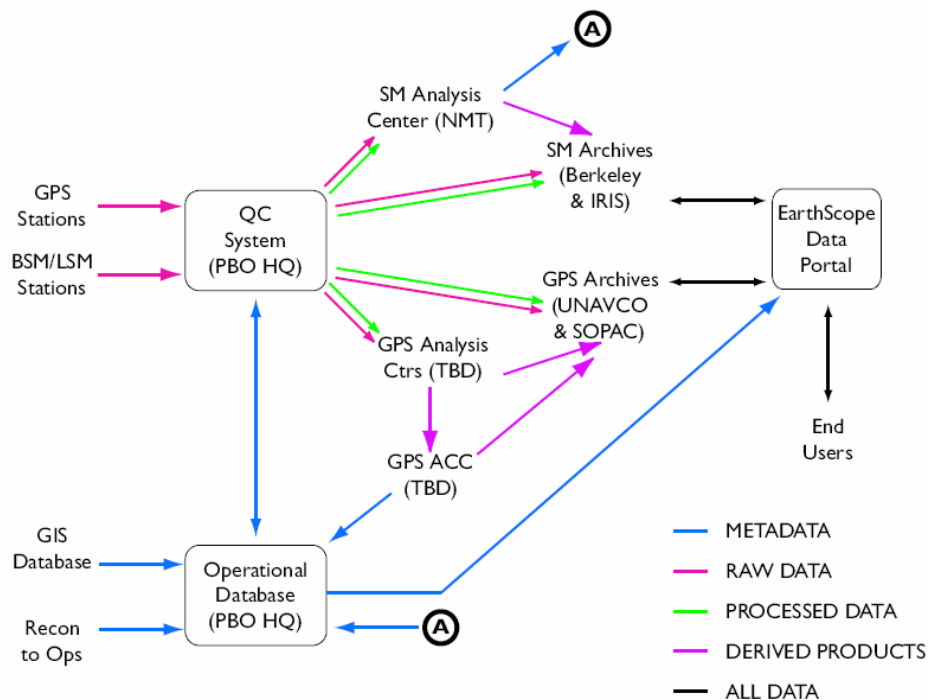 A
SM Analysis
Center (NMT)
SM Archives
(Berkeley
& IRIS)
GPS
Stations
QC
System
(PBO HQ)
BSM/LSM
Stations
EarthScope
Data
Portal
GPS Archives
(UNAVCO
& SOPAC)
GPS Analysis
Ctrs (TBD)
End
Users
GPS ACC
(TBD)
GIS
Database
Operational
Database
(PBO HQ)
Recon
to Ops
A
METADATA
RAW DATA
PROCESSED DATA
DERIVED PRODUCTS
ALL DATA